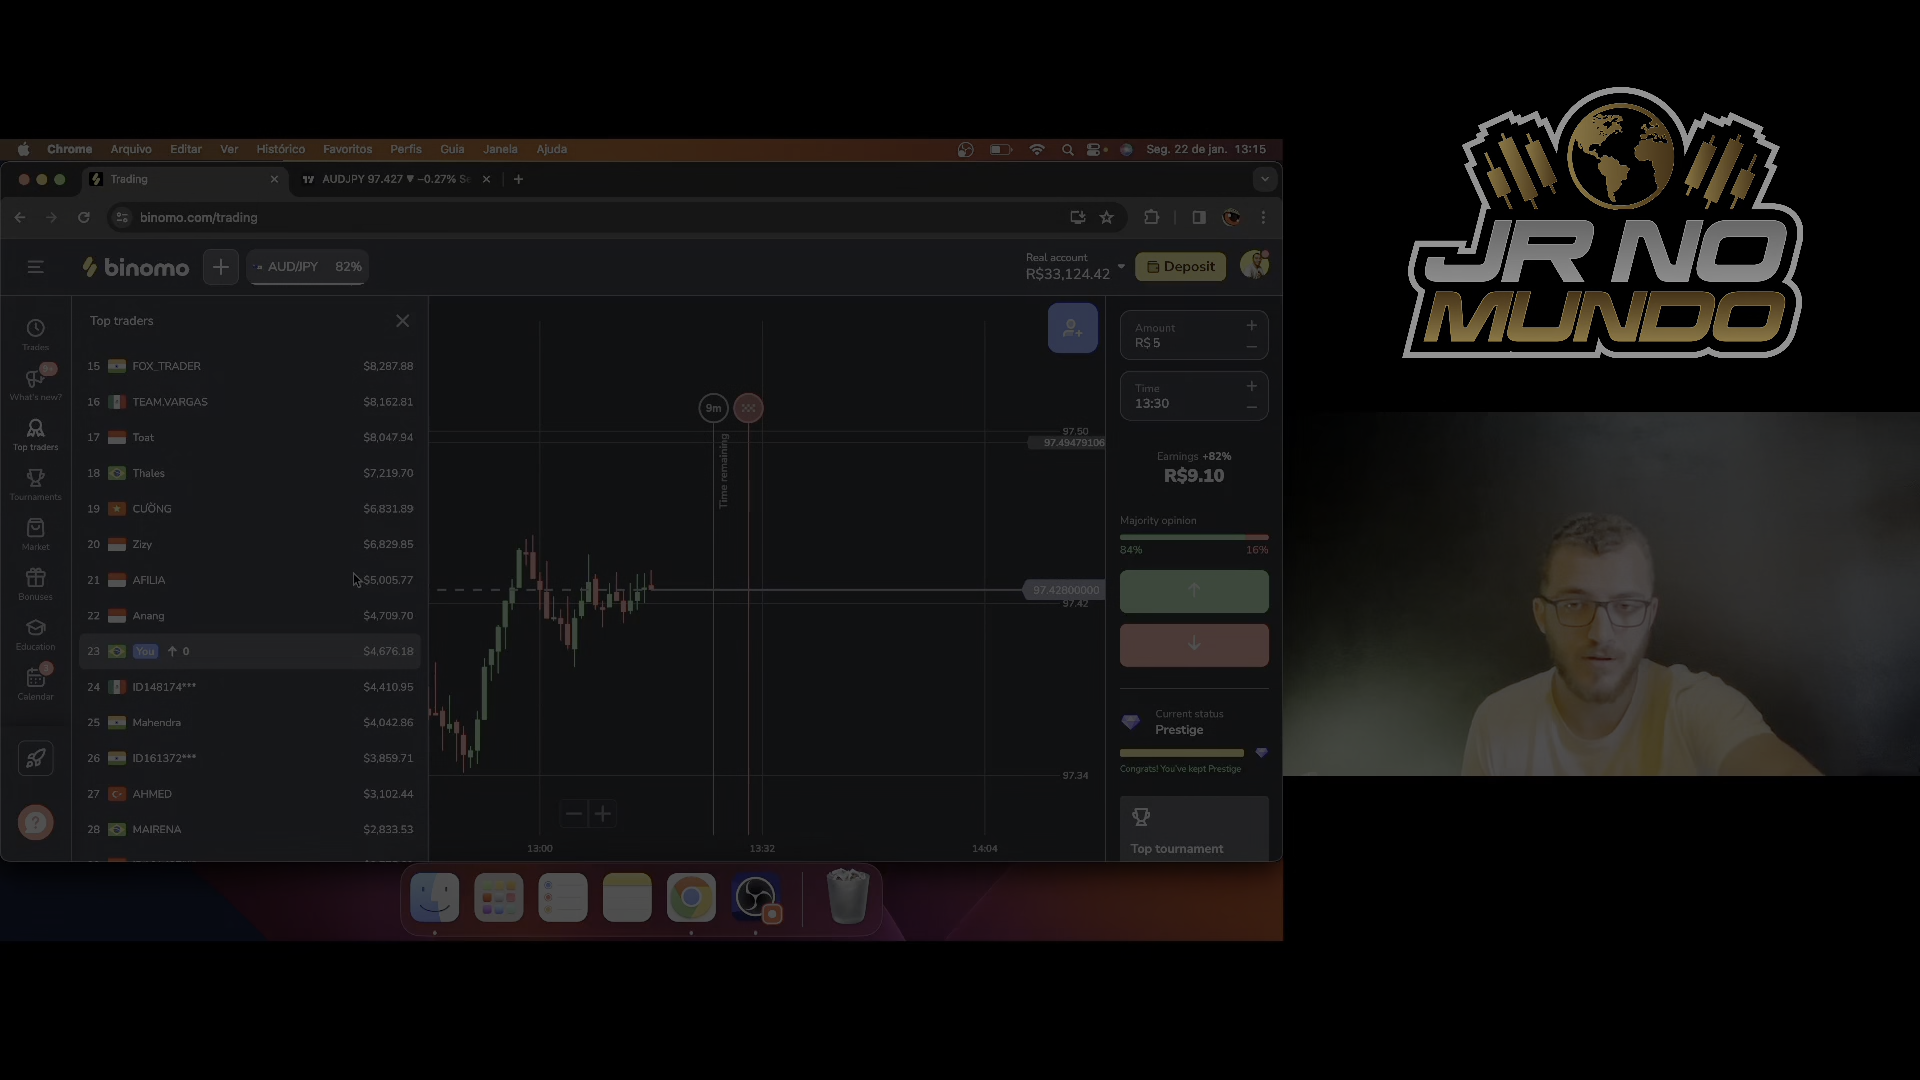 Chrome Arquivo Editar Ver Histórico Favoritos Perfis Guia Janela Ajuda Seg. 22 de jan. 13:15
Trading
AUDJPY 97.427 ▼ −0.27% S
binomo.com/trading
binomo
AUD/JPY 82%
Real account
R$33,124.42
Deposit
Trades
9+
What's new?
Top traders
Tournaments
Market
Bonuses
Education
3
Calendar
Top traders
15 FOX_TRADER $8,287.88
16 TEAM.VARGAS $8,162.81
17 Toat $8,047.94
18 Thales $7,219.70
19 CƯỜNG $6,831.89
20 Zizy $6,829.85
21 AFILIA $5,005.77
22 Anang $4,709.70
23 You ↑ 0 $4,676.18
24 ID148174*** $4,410.95
25 Mahendra $4,042.86
26 ID161372*** $3,859.71
27 AHMED $3,102.44
28 MAIRENA $2,833.53
9m
Time remaining
97.50
97.49479106
97.42800000
97.42
97.34
13:00 13:32 14:04
Amount
R$ 5
Time
13:30
Earnings +82%
R$9.10
Majority opinion
84% 16%
Current status
Prestige
Congrats! You've kept Prestige
Top tournament
JR NO
MUNDO